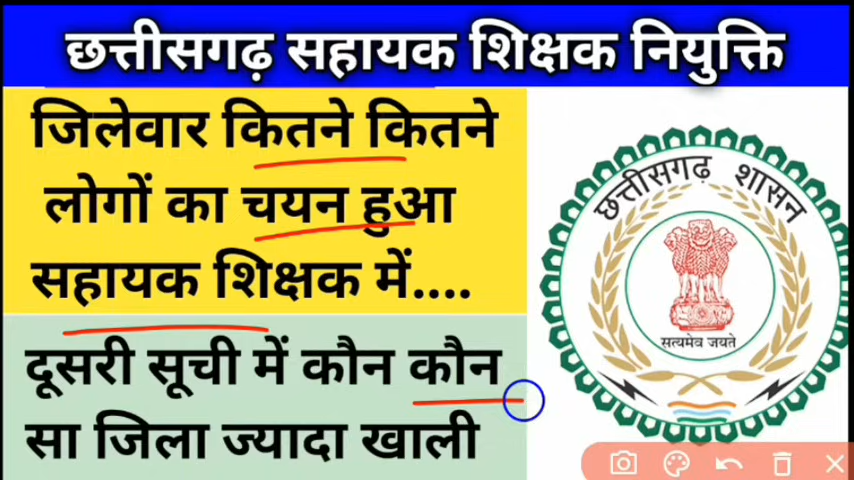 छत्तीसगढ़ सहायक शिक्षक नियुक्ति
जिलेवार कितने कितने
लोगों का चयन हुआ
सहायक शिक्षक में....
दूसरी सूची में कौन कौन
सा जिला ज्यादा खाली
छत्तीसगढ़ शासन
सत्यमेव जयते